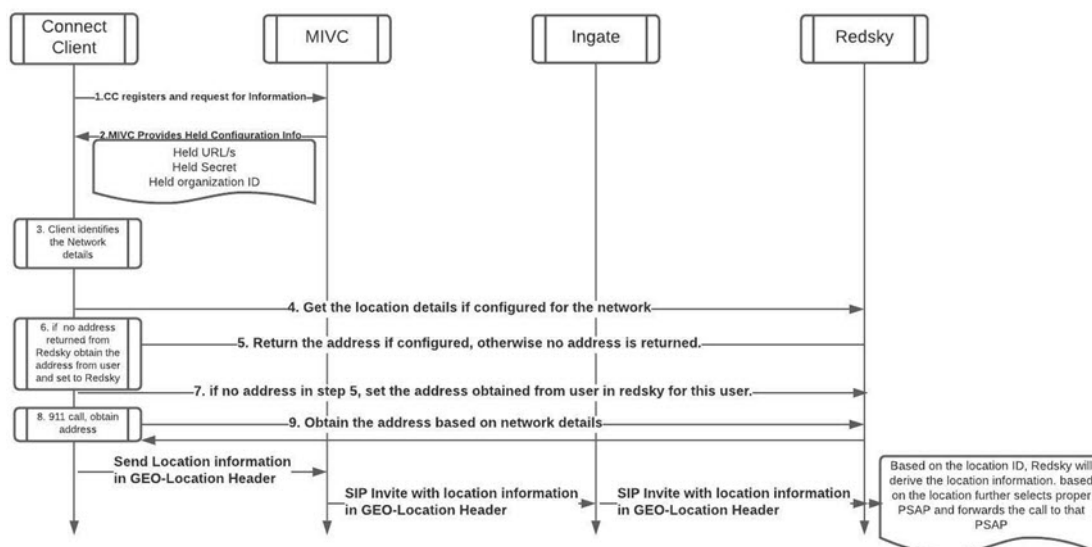 Connect
Client
MIVC
Ingate
Redsky
1.CC registers and request for Information
2.MIVC Provides Held Configuration Info
Held URL/s
Held Secret
Held organization ID
3. Client identifies
the Network
details
4. Get the location details if configured for the network
6. if no address
returned from
Redsky obtain the
address from user
and set to Redsky
5. Return the address if configured, otherwise no address is returned.
7. if no address in step 5, set the address obtained from user in redsky for this user.
8. 911 call, obtain
address
9. Obtain the address based on network details
Send Location information
in GEO-Location Header
SIP Invite with location information
in GEO-Location Header
SIP Invite with location information
in GEO-Location Header
Based on the location ID, Redsky will
derive the location information. based
on the location further selects proper
PSAP and forwards the call to that
PSAP